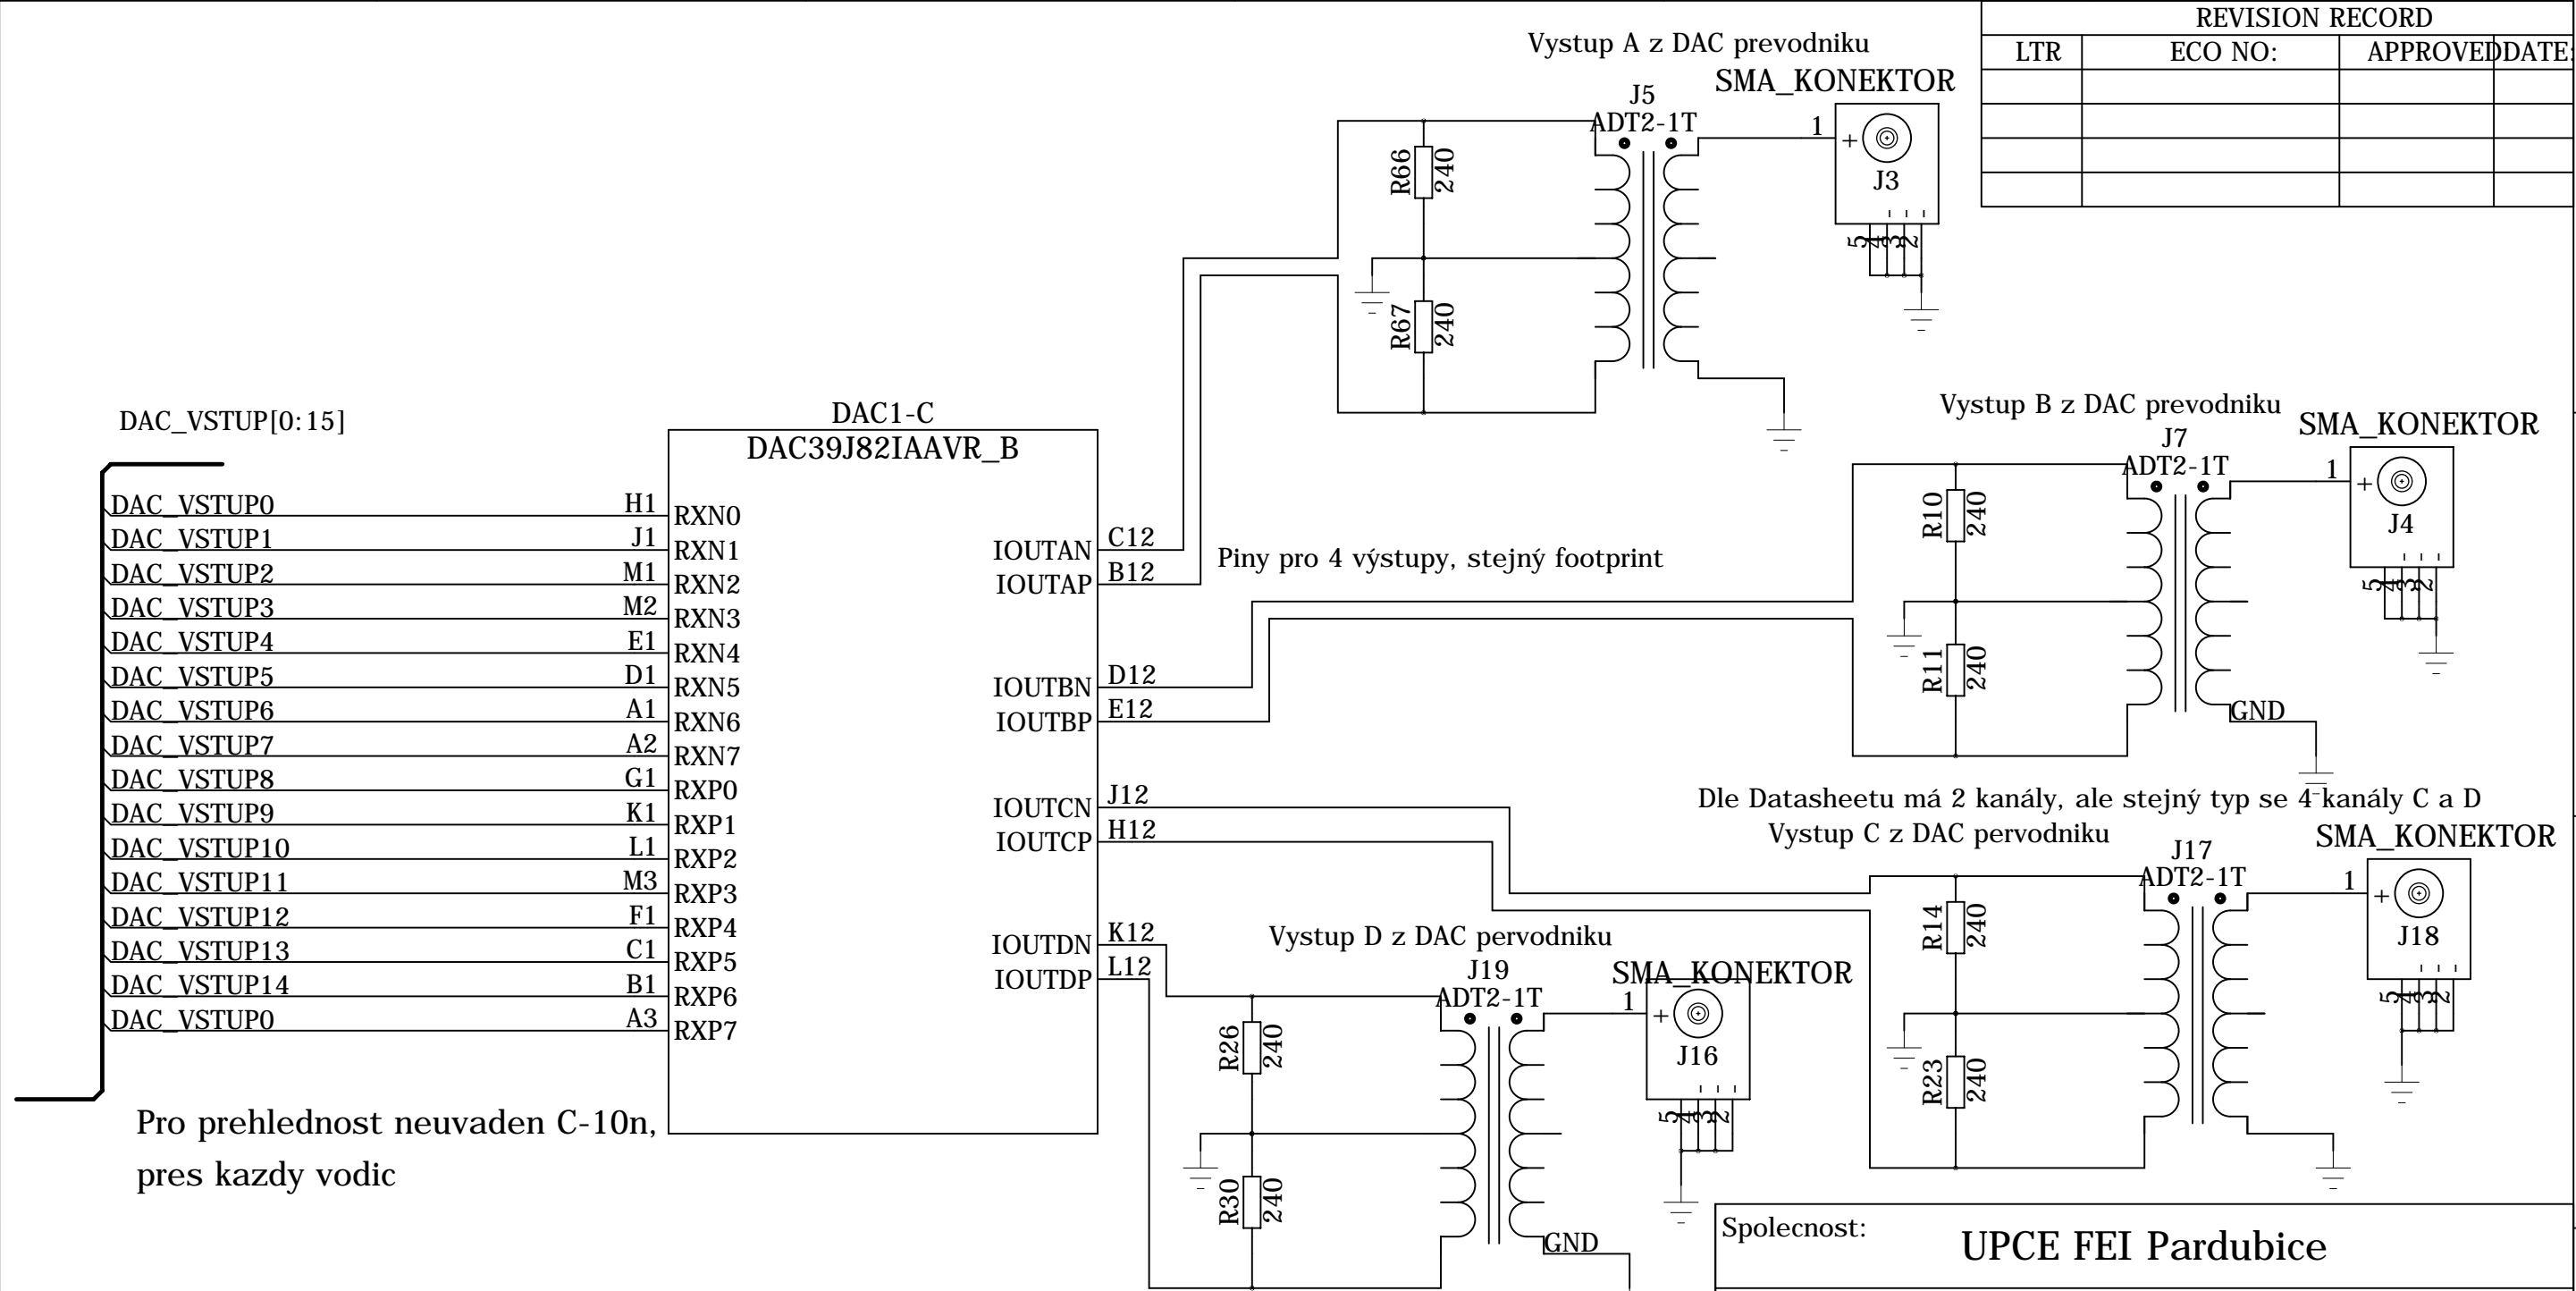 REVISION RECORD
LTR ECO NO: APPROVED DATE:
Vystup A z DAC prevodniku
SMA_KONEKTOR
J5
ADT2-1T
1
+
J3
5 4 3 2
R66
240
R67
240
Vystup B z DAC prevodniku
SMA_KONEKTOR
J7
ADT2-1T
1
+
J4
5 4 3 2
R10
240
R11
240
GND
DAC_VSTUP[0:15]
DAC1-C
DAC39J82IAAVR_B
DAC_VSTUP0 H1 RXN0
DAC_VSTUP1 J1 RXN1
DAC_VSTUP2 M1 RXN2
DAC_VSTUP3 M2 RXN3
DAC_VSTUP4 E1 RXN4
DAC_VSTUP5 D1 RXN5
DAC_VSTUP6 A1 RXN6
DAC_VSTUP7 A2 RXN7
DAC_VSTUP8 G1 RXP0
DAC_VSTUP9 K1 RXP1
DAC_VSTUP10 L1 RXP2
DAC_VSTUP11 M3 RXP3
DAC_VSTUP12 F1 RXP4
DAC_VSTUP13 C1 RXP5
DAC_VSTUP14 B1 RXP6
DAC_VSTUP0 A3 RXP7
IOUTAN C12
IOUTAP B12
IOUTBN D12
IOUTBP E12
IOUTCN J12
IOUTCP H12
IOUTDN K12
IOUTDP L12
Piny pro 4 výstupy, stejný footprint
Dle Datasheetu má 2 kanály, ale stejný typ se 4 kanály C a D
Vystup C z DAC pervodniku
SMA_KONEKTOR
J17
ADT2-1T
1
+
J18
5 4 3 2
R14
240
R23
240
Vystup D z DAC pervodniku
SMA_KONEKTOR
J19
ADT2-1T
1
+
J16
5 4 3 2
R26
240
R30
240
GND
Pro prehlednost neuvaden C-10n,
pres kazdy vodic
Spolecnost:
UPCE FEI Pardubice